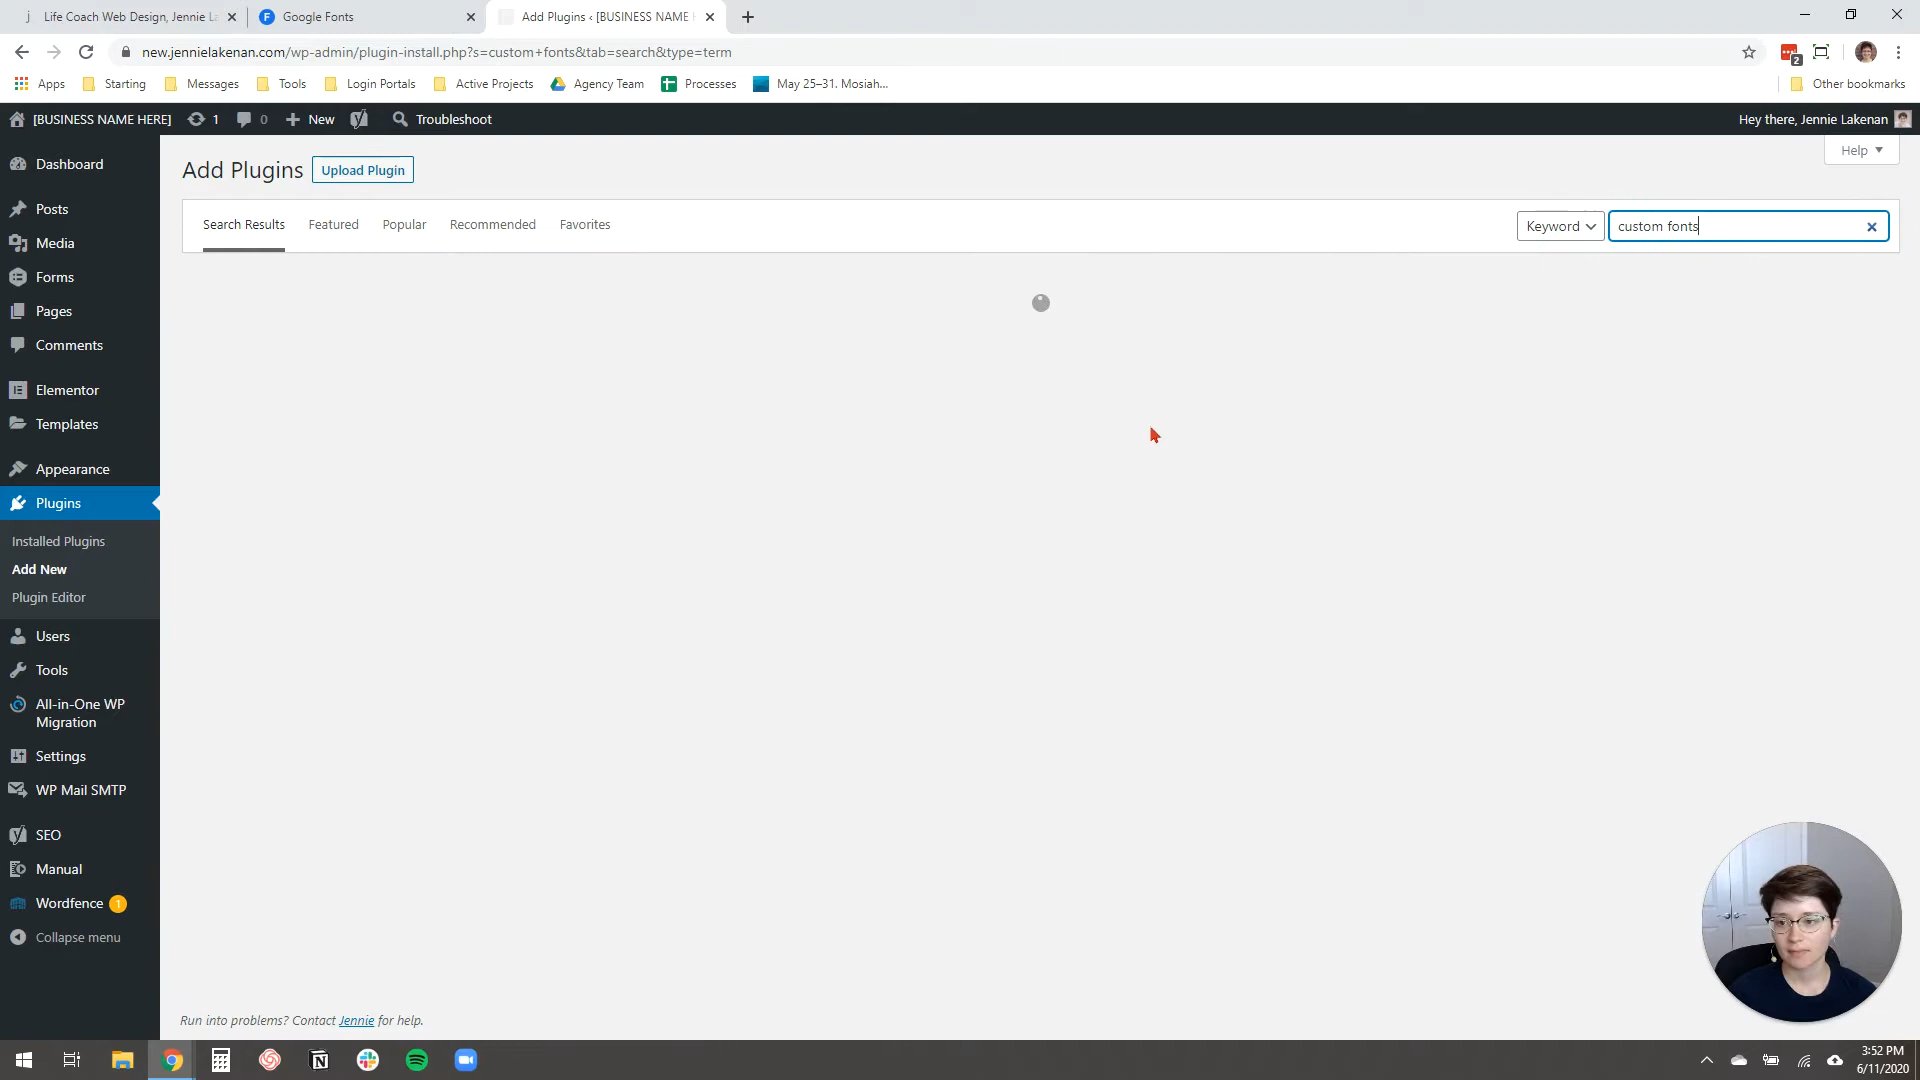 Life Coach Web Design, Jennie L
Google Fonts
Add Plugins ‹ [BUSINESS NAME
new.jennielakenan.com/wp-admin/plugin-install.php?s=custom+fonts&tab=search&type=term
2
Apps
Starting
Messages
Tools
Login Portals
Active Projects
Agency Team
Processes
May 25–31. Mosiah...
Other bookmarks
[BUSINESS NAME HERE]
1
0
New
Troubleshoot
Hey there, Jennie Lakenan
Dashboard
Posts
Media
Forms
Pages
Comments
Elementor
Templates
Appearance
Plugins
Installed Plugins
Add New
Plugin Editor
Users
Tools
All-in-One WP
Migration
Settings
WP Mail SMTP
SEO
Manual
Wordfence 1
Collapse menu
Help
Add Plugins
Upload Plugin
Search Results
Featured
Popular
Recommended
Favorites
Keyword
custom fonts
Run into problems? Contact Jennie for help.
3:52 PM
6/11/2020